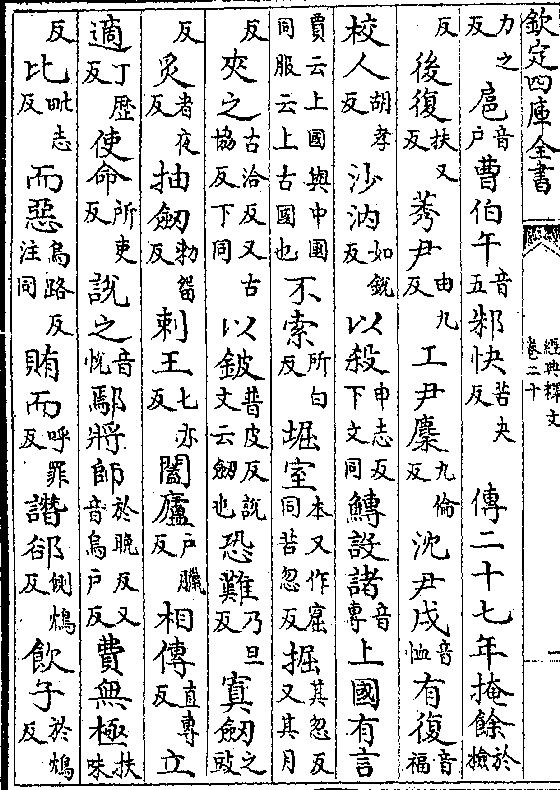 欽定四庫全書
經典釋文
卷二十
力之反扈音戶曹伯午音五邾快苦夬反傳二十七年掩餘於檢
反後復扶又反莠尹由九反工尹麇九倫反沈尹戌音恤有復音福
校人胡孝反沙汭如銳反以殺申志反下文同鱄設諸音專上國有言
賈云上國與中國同服云上古國也不索所白反堀室本又作窟同苦忽反掘其忽反又其月
反夾之古洽反又古協反下同以鈹普皮反說文云劒也恐難乃旦反寘劒之豉
反炙者夜反抽劒勑留反刺王七亦反闔廬戶臘反相傳直專反立
適丁歷反使命所吏反說之音悅鄢將師於晚反又音烏戶反費無極扶味
反比毗志反而惡烏路反注同賄而呼罪反譖郤側鴆反飲子於鴆反